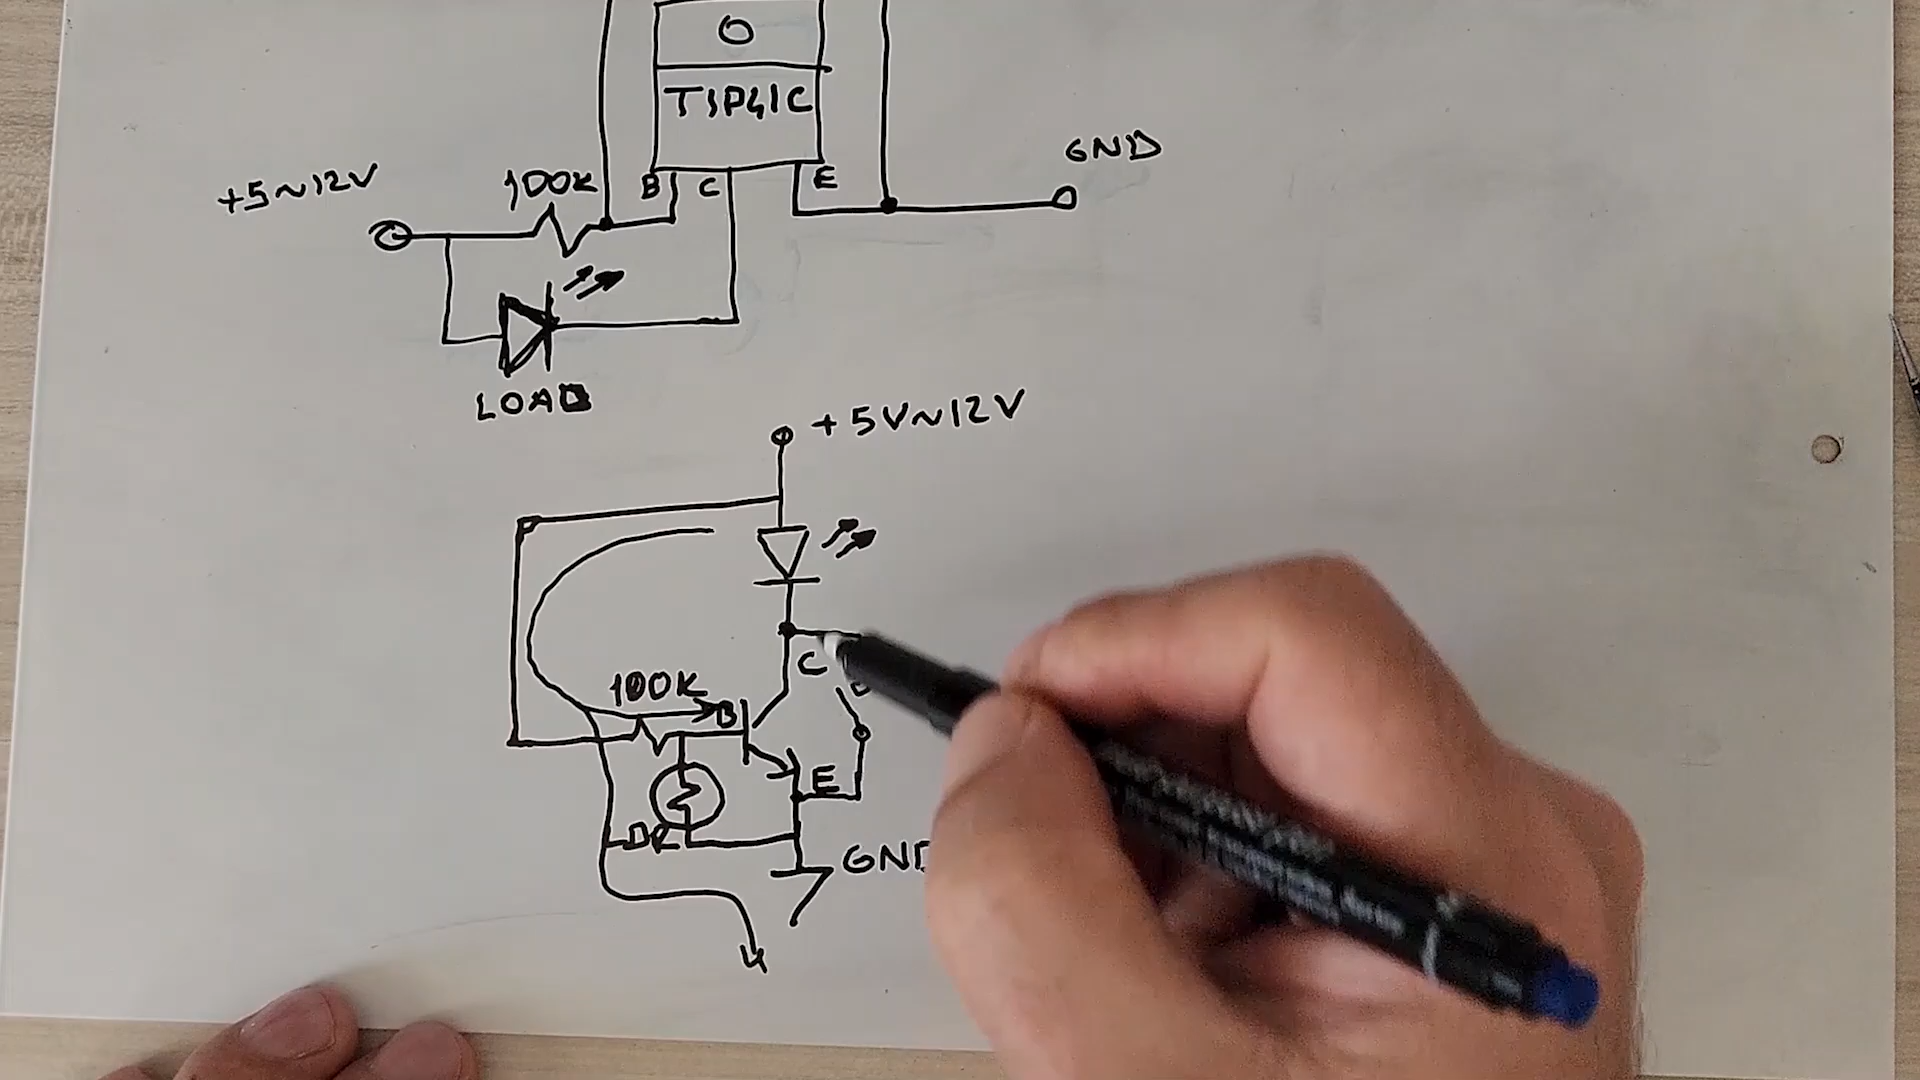 TIP41C
GND
+5~12V
100K
B
C
E
LOAD
+5V~12V
C
100K
B
E
GND